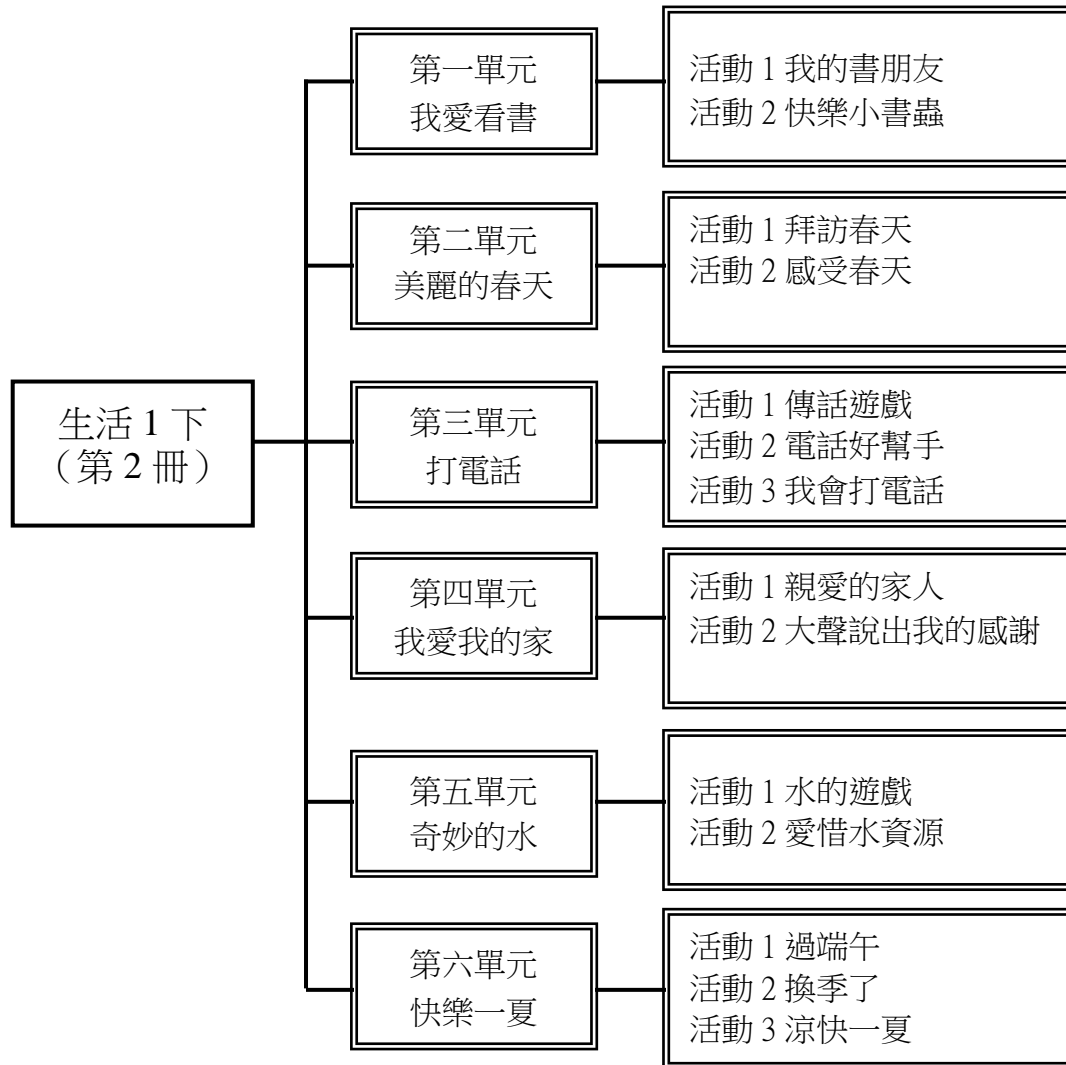 生活 1 下
（第 2 冊）
第一單元
我愛看書
活動 1 我的書朋友
活動 2 快樂小書蟲
第二單元
美麗的春天
活動 1 拜訪春天
活動 2 感受春天
第三單元
打電話
活動 1 傳話遊戲
活動 2 電話好幫手
活動 3 我會打電話
第四單元
我愛我的家
活動 1 親愛的家人
活動 2 大聲說出我的感謝
第五單元
奇妙的水
活動 1 水的遊戲
活動 2 愛惜水資源
第六單元
快樂一夏
活動 1 過端午
活動 2 換季了
活動 3 涼快一夏